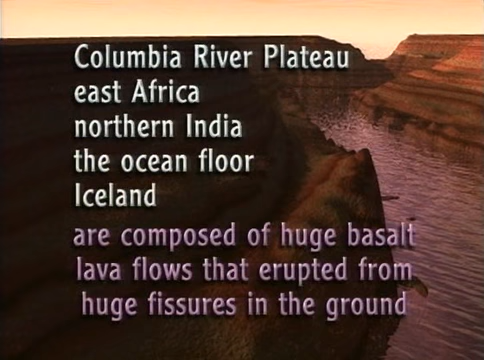 Columbia River Plateau
east Africa
northern India
the ocean floor
Iceland
are composed of huge basalt
lava flows that erupted from
huge fissures in the ground